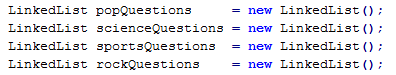 LinkedList popQuestions     = new LinkedList();
LinkedList scienceQuestions = new LinkedList();
LinkedList sportsQuestions  = new LinkedList();
LinkedList rockQuestions    = new LinkedList();